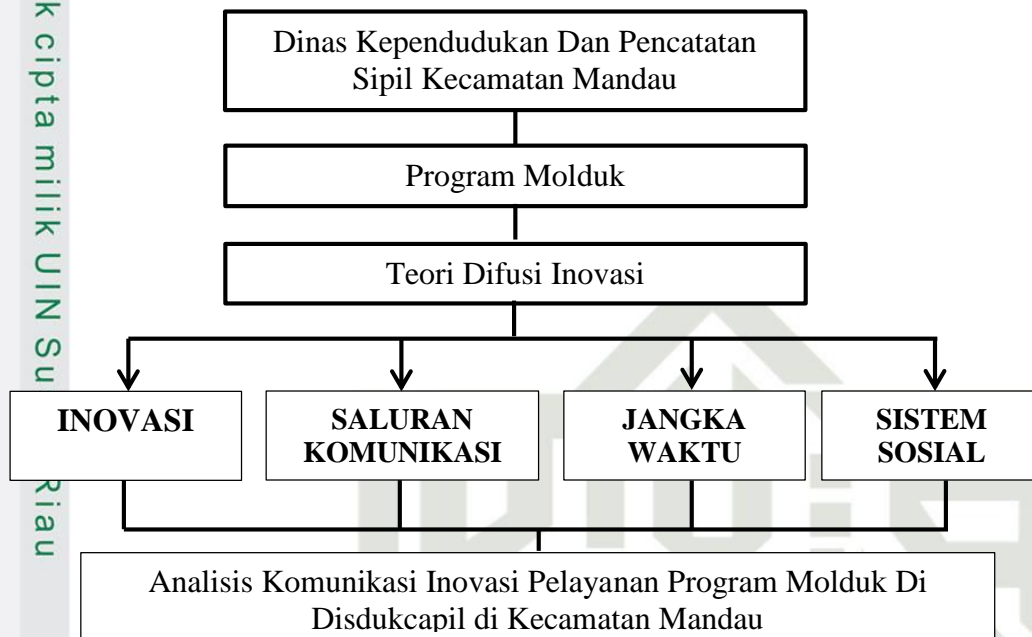 k cipta milik UIN Su Riau
Dinas Kependudukan Dan Pencatatan
Sipil Kecamatan Mandau
Program Molduk
Teori Difusi Inovasi
INOVASI
SALURAN
KOMUNIKASI
JANGKA
WAKTU
SISTEM
SOSIAL
Analisis Komunikasi Inovasi Pelayanan Program Molduk Di
Disdukcapil di Kecamatan Mandau